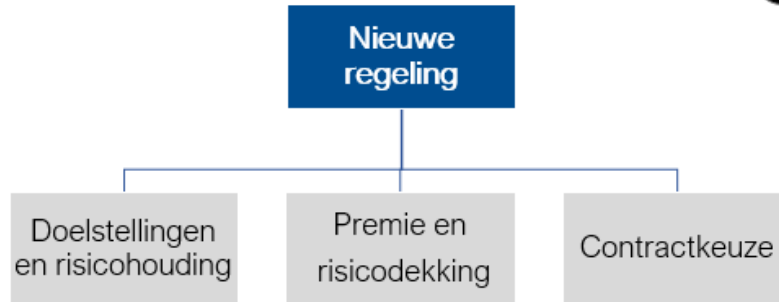 Nieuwe
regeling
Doelstellingen
en risicohouding
Premie en
risicodekking
Contractkeuze